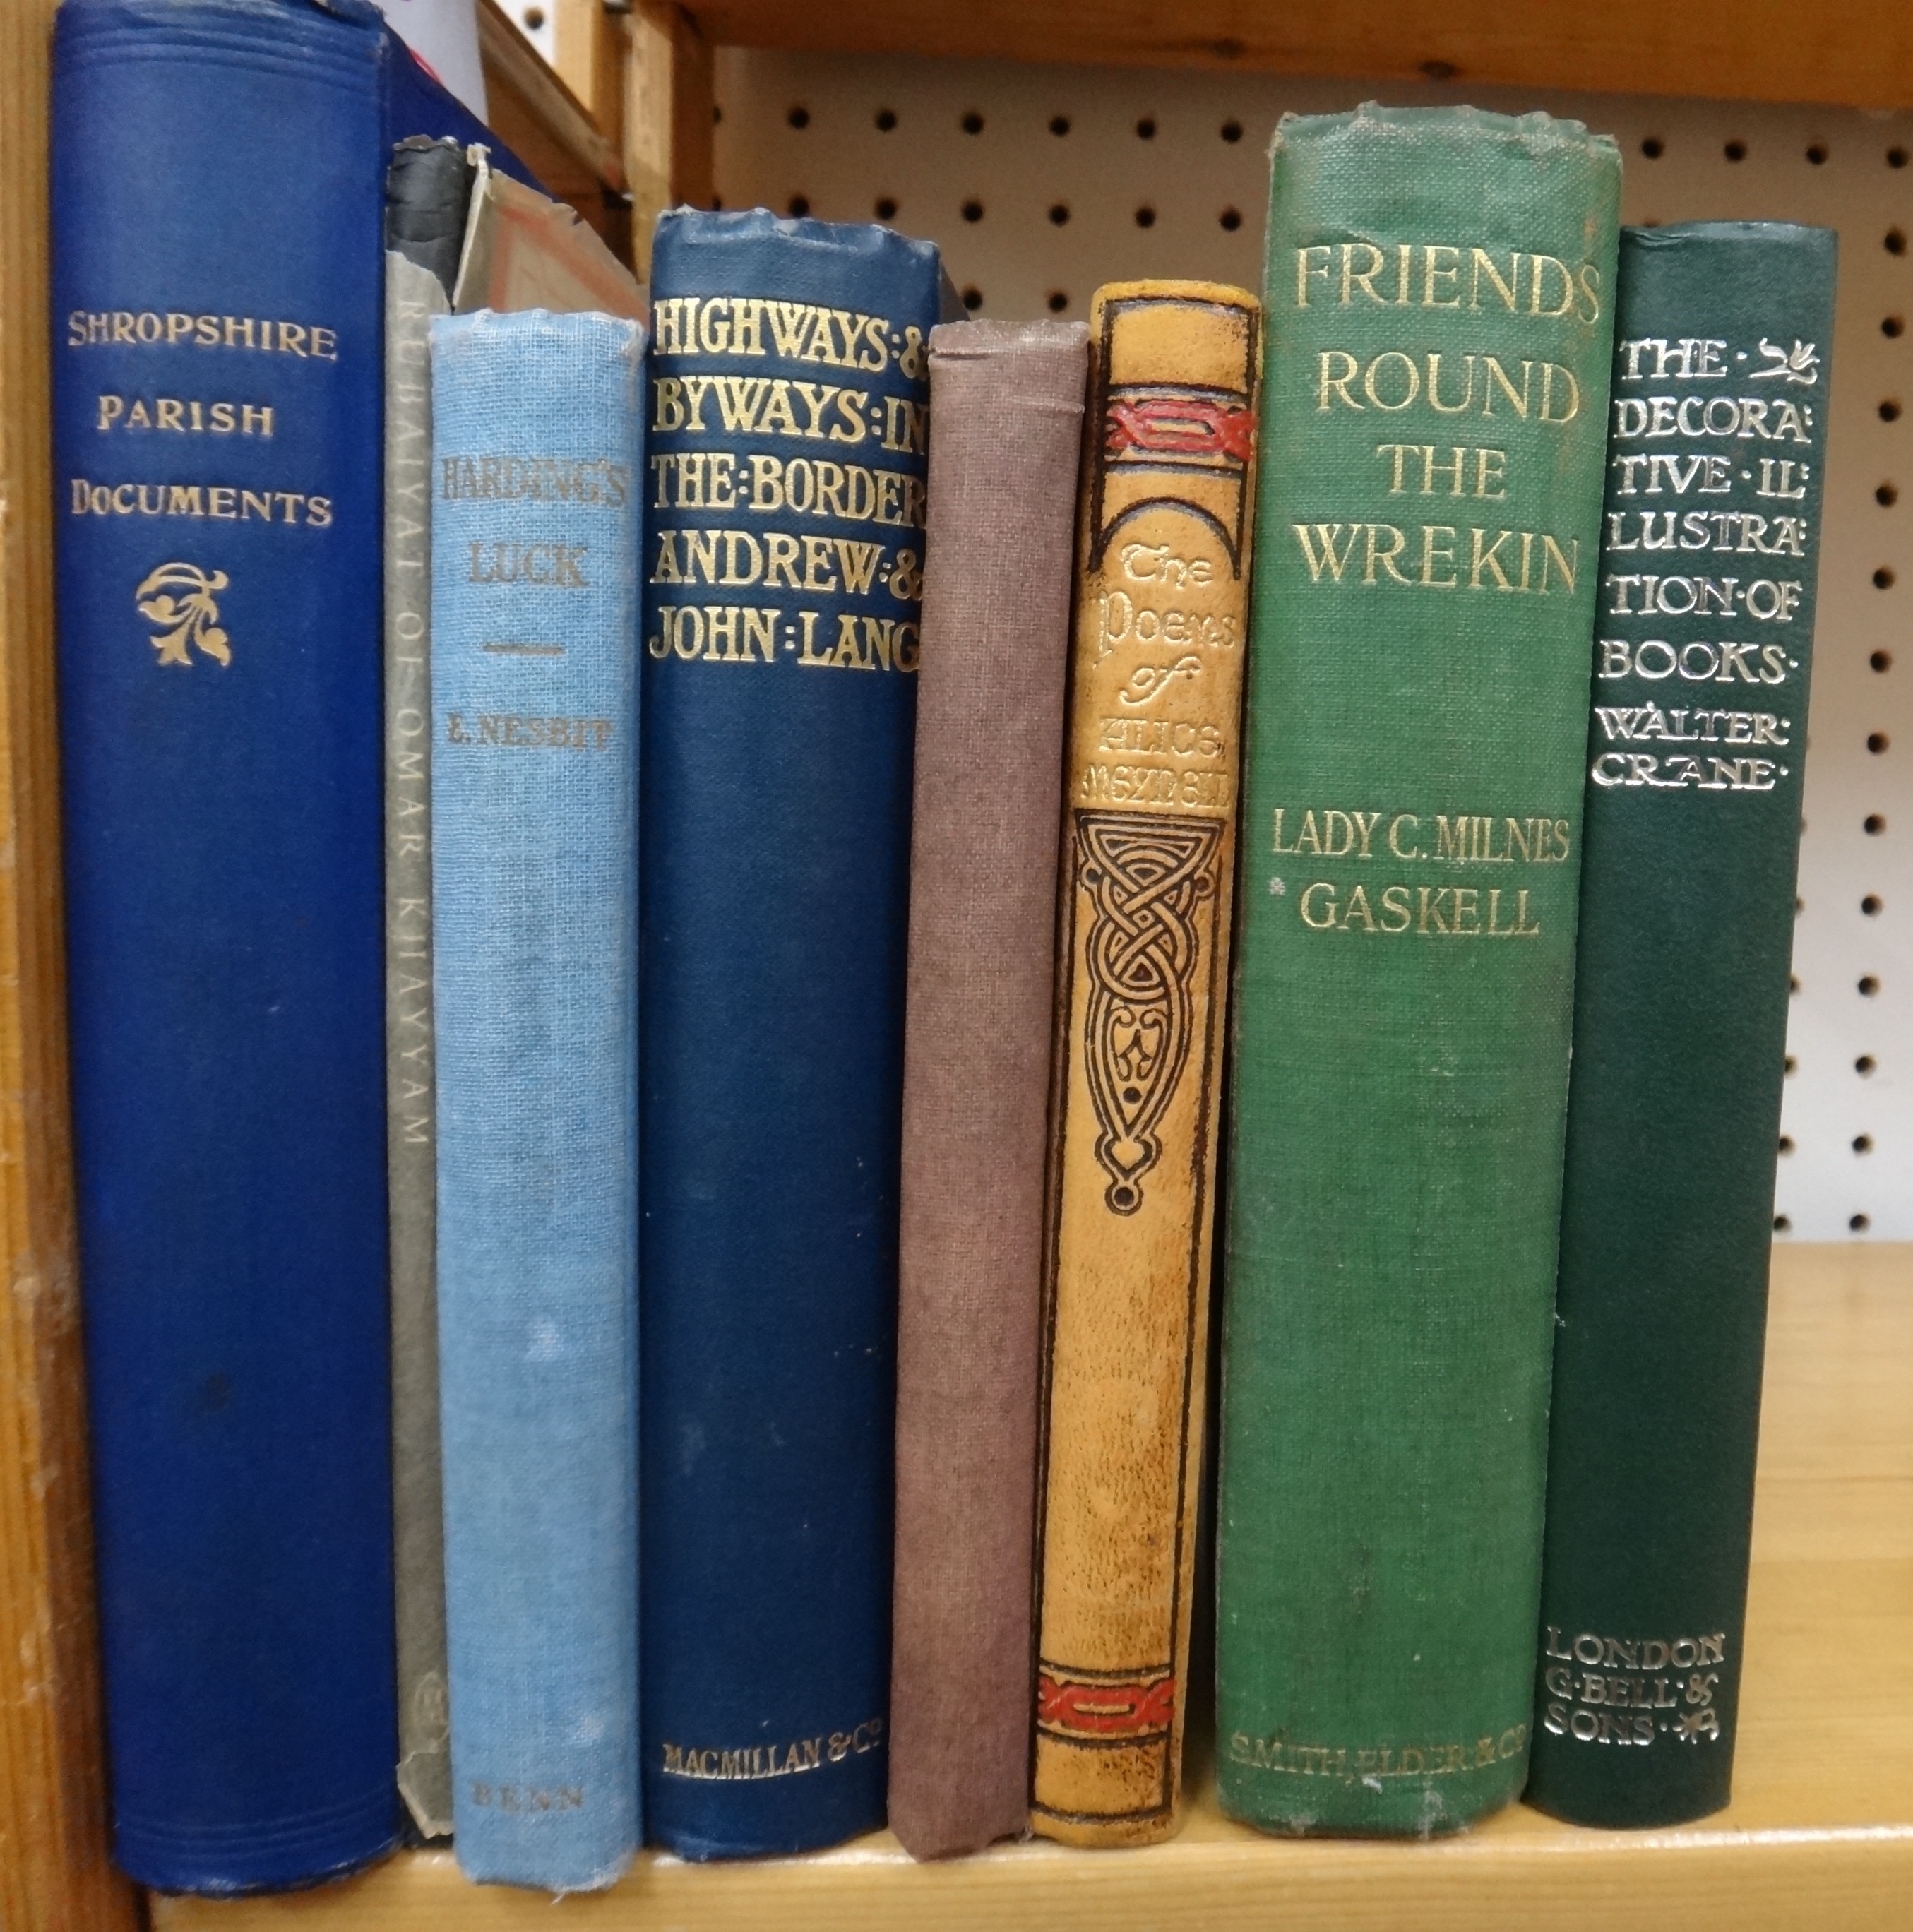 SHROPSHIRE
PARISH
DOCUMENTS
RUBAIYAT OF OMAR KHAYYAM
HARDING'S
LUCK
E. NESBIT
BENN
HIGHWAYS:&
BYWAYS:IN
THE:BORDER
ANDREW:&
JOHN:LANG
MACMILLAN & Co
The
Poems
of
ALICE
MEYNELL
FRIENDS
ROUND
THE
WREKIN
LADY C. MILNES
GASKELL
SMITH, ELDER & Co
THE·
DECORA:
TIVE·IL:
LUSTRA:
TION·OF
BOOKS·
WALTER:
CRANE·
LONDON
G·BELL·&
SONS··